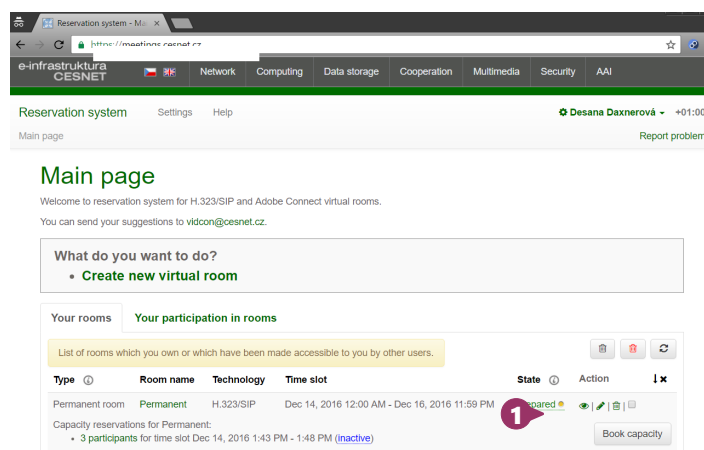 Reservation system - Mai
https://meetings.cesnet.cz
e-infrastruktura
CESNET
Network Computing Data storage Cooperation Multimedia Security AAI
Reservation system Settings Help Desana Daxnerová +01:00
Main page Report problem
Main page
Welcome to reservation system for H.323/SIP and Adobe Connect virtual rooms.
You can send your suggestions to vidcon@cesnet.cz.
What do you want to do?
• Create new virtual room
Your rooms Your participation in rooms
List of rooms which you own or which have been made accessible to you by other users.
Type Room name Technology Time slot State Action
Permanent room Permanent H.323/SIP Dec 14, 2016 12:00 AM - Dec 16, 2016 11:59 PM
1
Capacity reservations for Permanent:
• 3 participants for time slot Dec 14, 2016 1:43 PM - 1:48 PM (inactive)
Book capacity